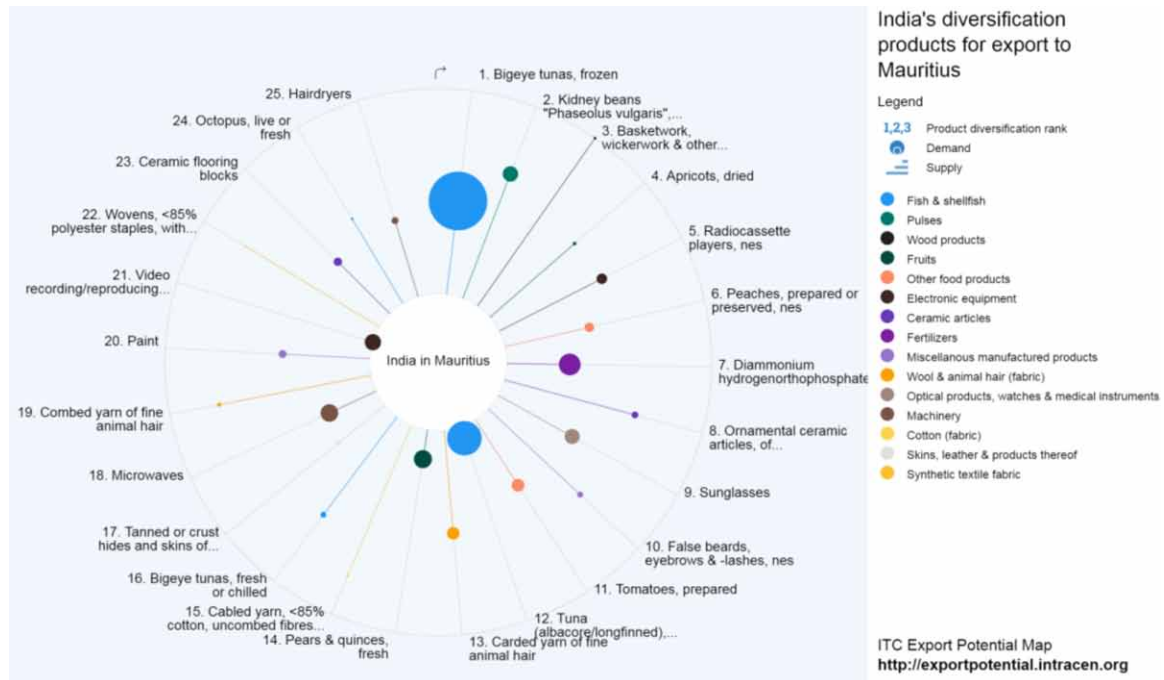 India's diversification
products for export to
Mauritius
Legend
1,2,3 Product diversification rank
Demand
Supply
Fish & shellfish
Pulses
Wood products
Fruits
Other food products
Electronic equipment
Ceramic articles
Fertilizers
Miscellanous manufactured products
Wool & animal hair (fabric)
Optical products, watches & medical instruments
Machinery
Cotton (fabric)
Skins, leather & products thereof
Synthetic textile fabric
ITC Export Potential Map
http://exportpotential.intracen.org
India in Mauritius
1. Bigeye tunas, frozen
2. Kidney beans
"Phaseolus vulgaris",...
3. Basketwork,
wickerwork & other...
4. Apricots, dried
5. Radiocassette
players, nes
6. Peaches, prepared or
preserved, nes
7. Diammonium
hydrogenorthophosphate
8. Ornamental ceramic
articles, of...
9. Sunglasses
10. False beards,
eyebrows & -lashes, nes
11. Tomatoes, prepared
12. Tuna
(albacore/longfinned),...
13. Carded yarn of fine
animal hair
14. Pears & quinces,
fresh
15. Cabled yarn, <85%
cotton, uncombed fibres...
16. Bigeye tunas, fresh
or chilled
17. Tanned or crust
hides and skins of...
18. Microwaves
19. Combed yarn of fine
animal hair
20. Paint
21. Video
recording/reproducing...
22. Wovens, <85%
polyester staples, with...
23. Ceramic flooring
blocks
24. Octopus, live or
fresh
25. Hairdryers